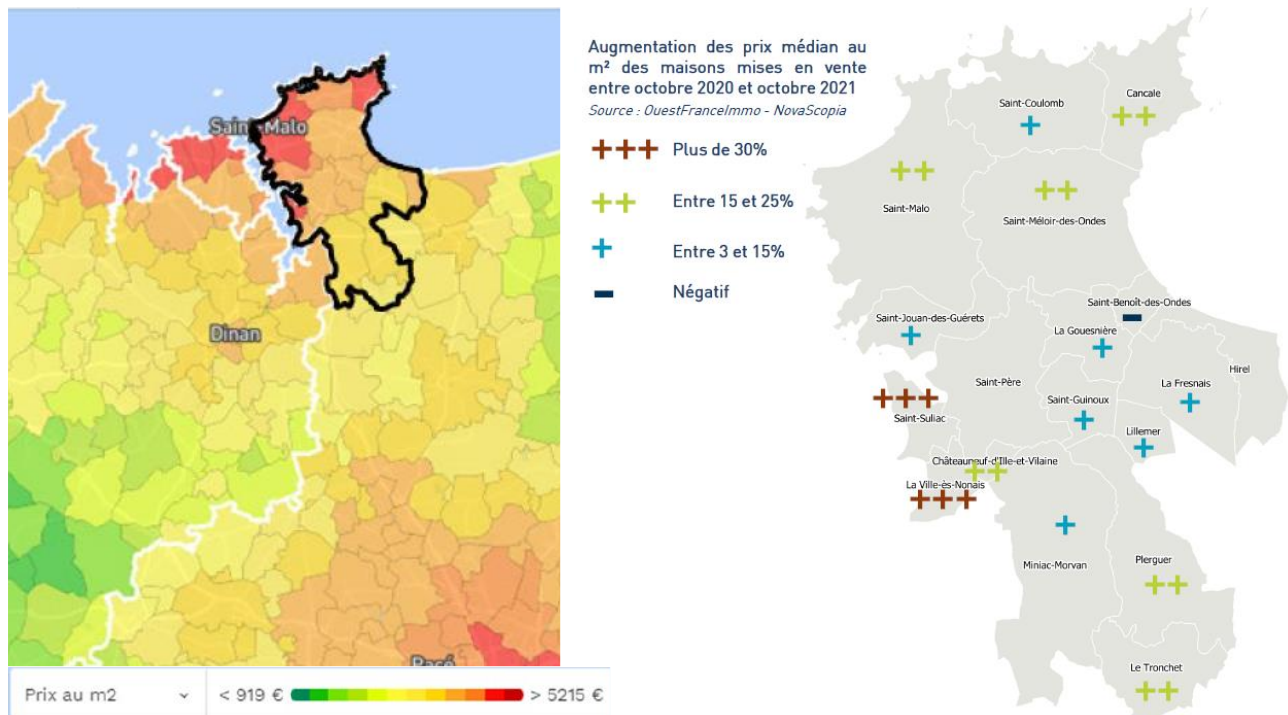 Saint-Malo
Dinan
Pacé
Prix au m2
< 919 €
> 5215 €
Augmentation des prix médian au
m² des maisons mises en vente
entre octobre 2020 et octobre 2021
Source : OuestFranceImmo - NovaScopia
+++ Plus de 30%
++ Entre 15 et 25%
+ Entre 3 et 15%
- Négatif
Cancale
Saint-Coulomb
Saint-Malo
Saint-Méloir-des-Ondes
Saint-Benoît-des-Ondes
Saint-Jouan-des-Guérets
La Gouesnière
Hirel
Saint-Père
La Fresnais
Saint-Guinoux
Saint-Suliac
Lillemer
Châteauneuf-d'Ille-et-Vilaine
La Ville-ès-Nonais
Plerguer
Miniac-Morvan
Le Tronchet